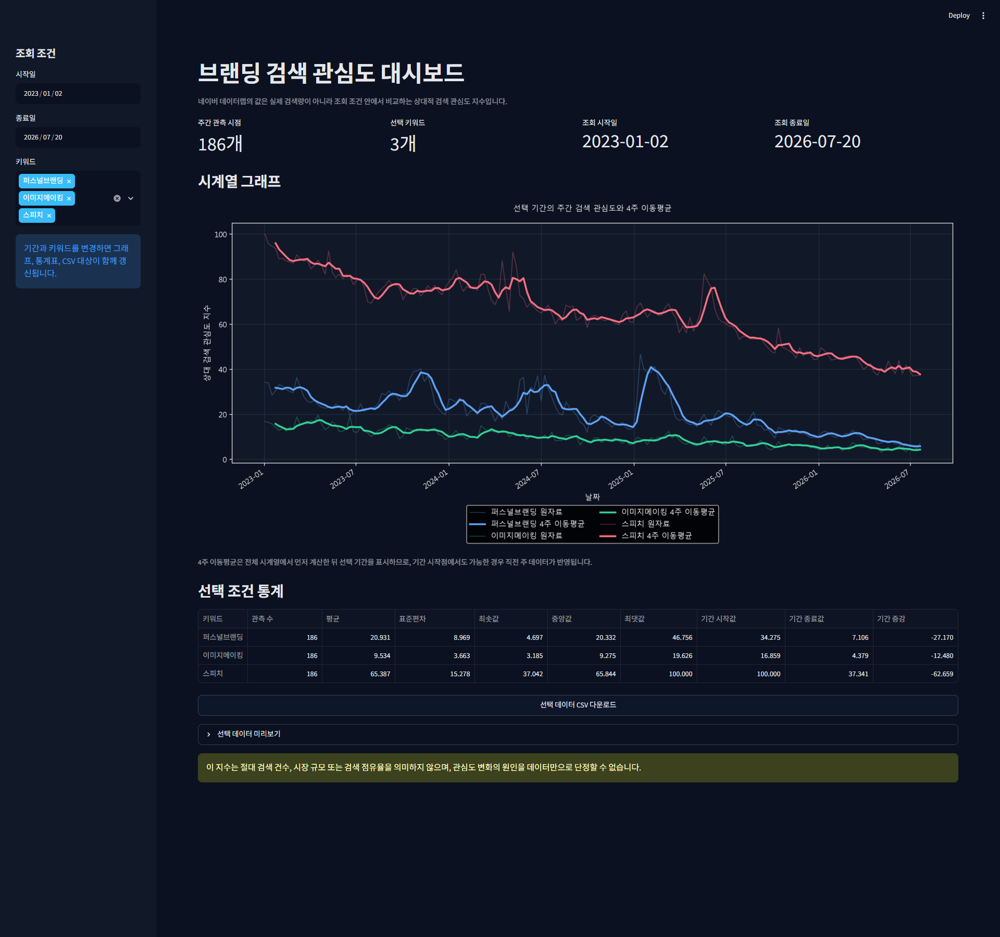 Deploy
조회 조건
시작일
2023/01/02
종료일
2026/07/20
키워드
퍼스널브랜딩
이미지메이킹
스피치
기간과 키워드를 변경하면 그래
프, 통계표, CSV 대상이 함께 갱
신됩니다.
브랜딩 검색 관심도 대시보드
네이버 데이터랩의 값은 실제 검색량이 아니라 조회 조건 안에서 비교하는 상대적 검색 관심도 지수입니다.
주간 관측 시점 선택 키워드 조회 시작일 조회 종료일
186개 3개 2023-01-02 2026-07-20
시계열 그래프
선택 기간의 주간 검색 관심도와 4주 이동평균
상대 검색 관심도 지수
100
80
60
40
20
0
2023-01 2023-07 2024-01 2024-07 2025-01 2025-07 2026-01 2026-07
날짜
퍼스널브랜딩 원자료 이미지메이킹 4주 이동평균
퍼스널브랜딩 4주 이동평균 스피치 원자료
이미지메이킹 원자료 스피치 4주 이동평균
4주 이동평균은 전체 시계열에서 먼저 계산한 뒤 선택 기간을 표시하므로, 기간 시작점에서도 가능한 경우 직전 주 데이터가 반영됩니다.
선택 조건 통계
키워드 관측 수 평균 표준편차 최솟값 중앙값 최댓값 기간 시작값 기간 종료값 기간 증감
퍼스널브랜딩 186 20.931 8.969 4.697 20.332 46.756 34.275 7.106 -27.170
이미지메이킹 186 9.534 3.663 3.185 9.275 19.626 16.859 4.379 -12.480
스피치 186 65.387 15.278 37.042 65.844 100.000 100.000 37.341 -62.659
선택 데이터 CSV 다운로드
선택 데이터 미리보기
이 지수는 절대 검색 건수, 시장 규모 또는 검색 점유율을 의미하지 않으며, 관심도 변화의 원인을 데이터만으로 단정할 수 없습니다.